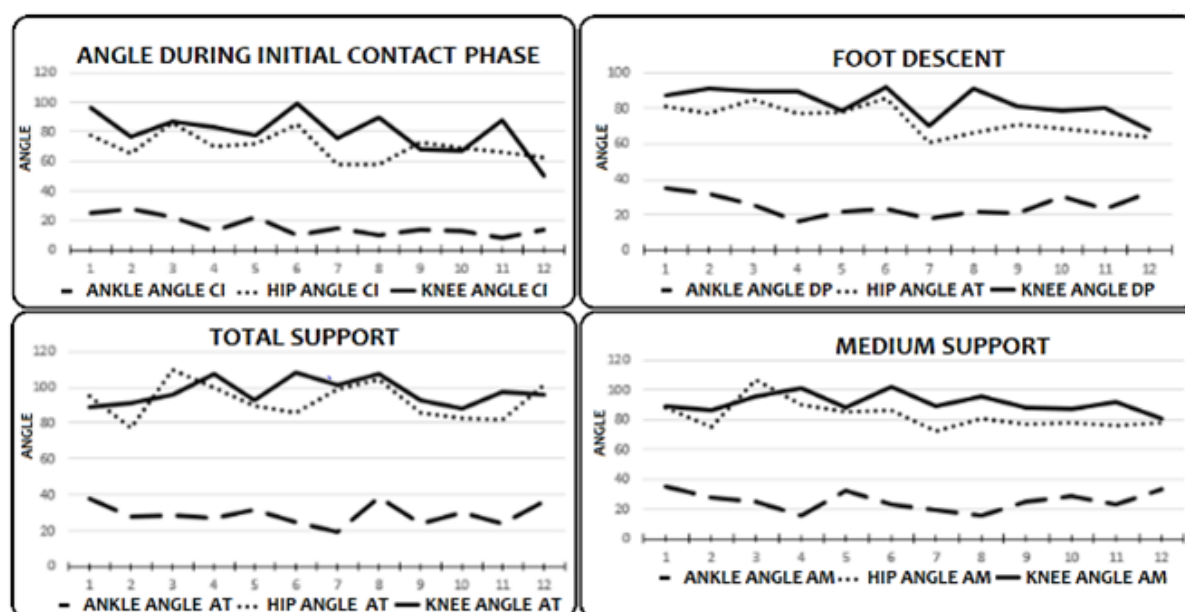 ANGLE DURING INITIAL CONTACT PHASE
120
100
80
60
40
20
0
ANGLE
1 2 3 4 5 6 7 8 9 10 11 12
ANKLE ANGLE CI HIP ANGLE CI KNEE ANGLE CI
FOOT DESCENT
100
80
60
40
20
0
ANGLE
1 2 3 4 5 6 7 8 9 10 11 12
ANKLE ANGLE DP HIP ANGLE AT KNEE ANGLE DP
TOTAL SUPPORT
120
100
80
60
40
20
0
ANGLE
1 2 3 4 5 6 7 8 9 10 11 12
ANKLE ANGLE AT HIP ANGLE AT KNEE ANGLE AT
MEDIUM SUPPORT
120
100
80
60
40
20
0
ANGLE
1 2 3 4 5 6 7 8 9 10 11 12
ANKLE ANGLE AM HIP ANGLE AM KNEE ANGLE AM